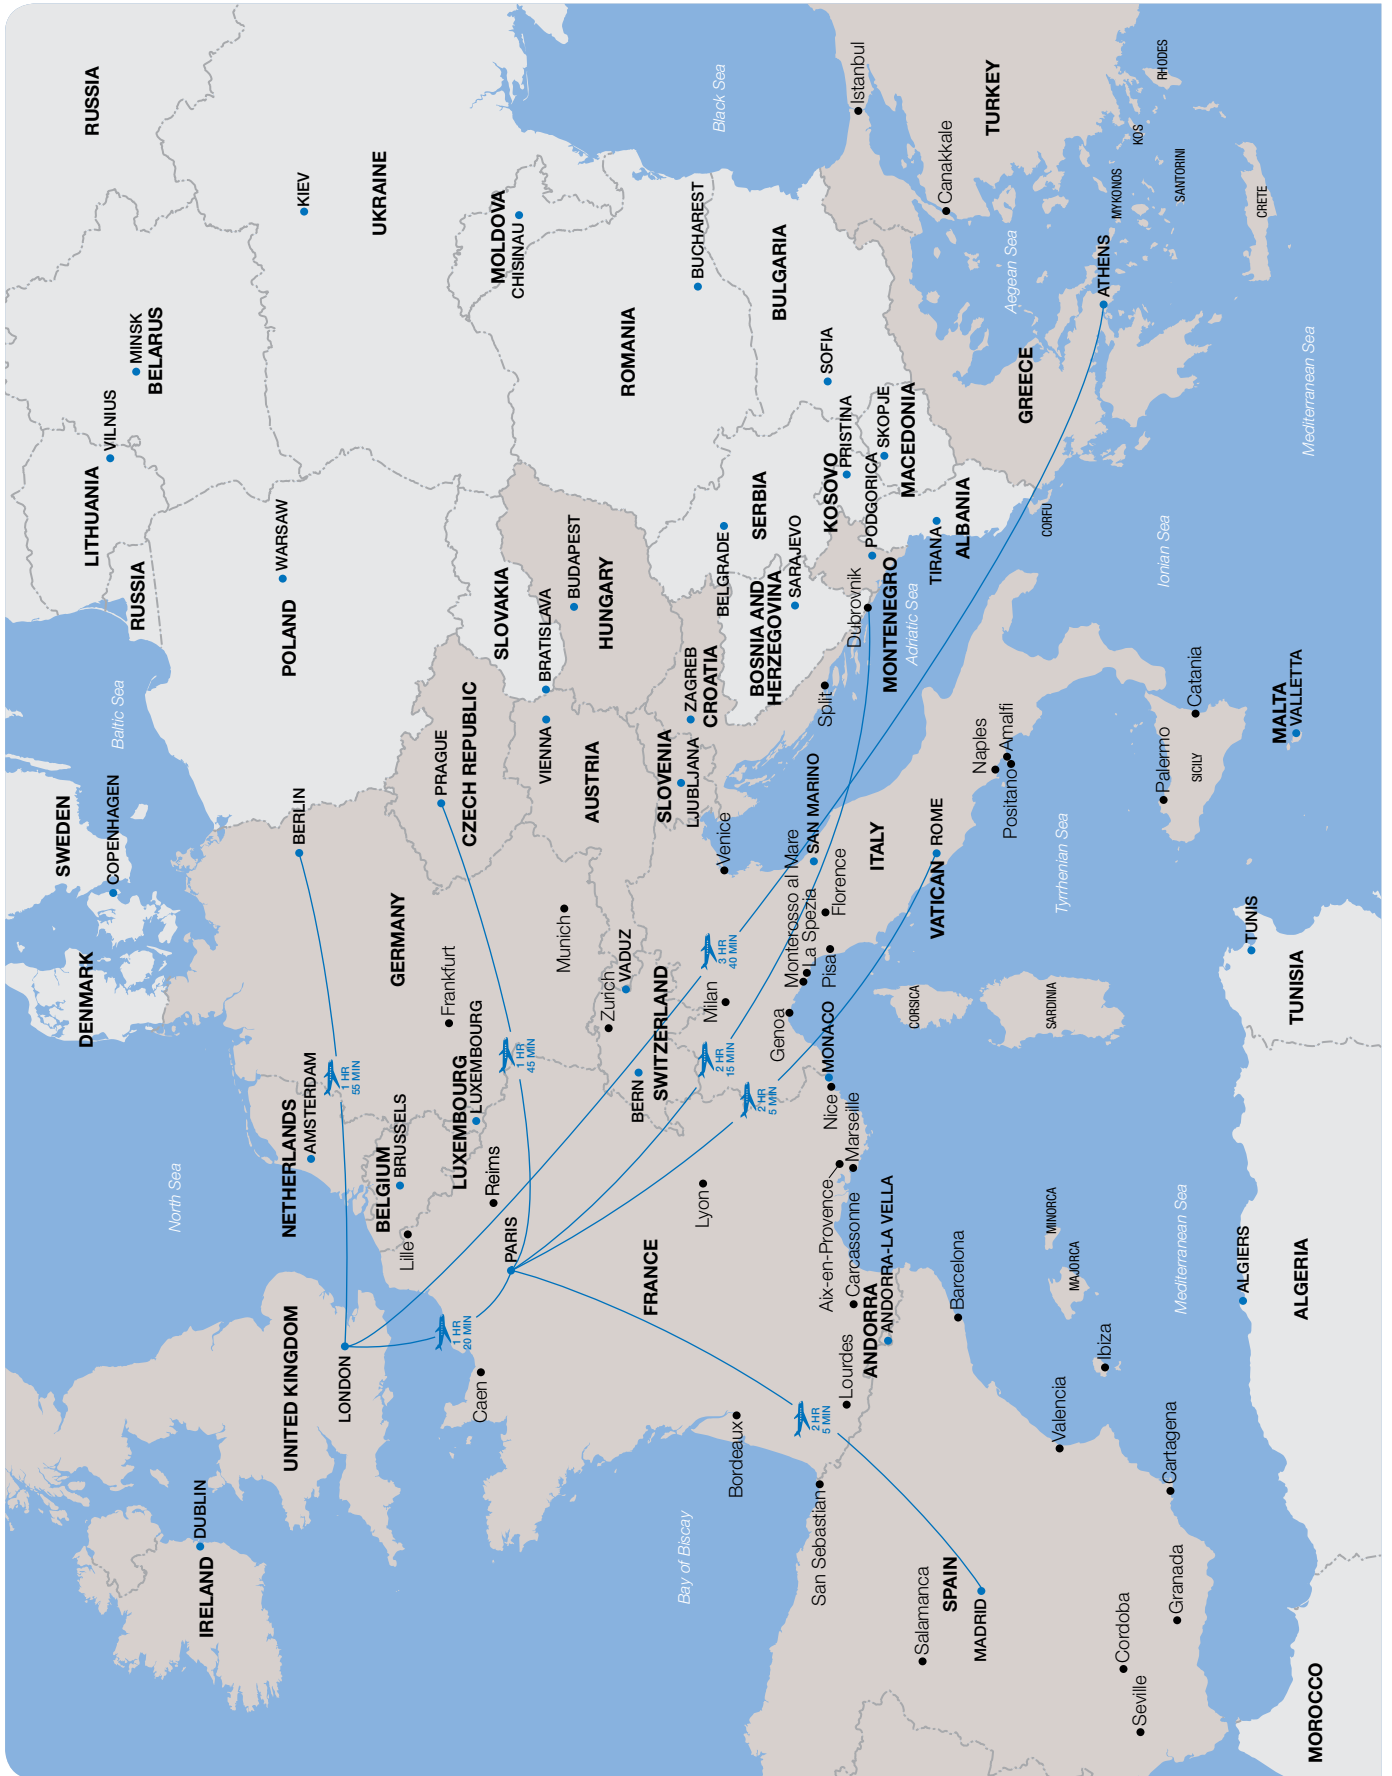 RUSSIA
UKRAINE
KIEV
BELARUS
MINSK
LITHUANIA
VILNIUS
RUSSIA
POLAND
WARSAW
Baltic Sea
SWEDEN
COPENHAGEN
DENMARK
BERLIN
GERMANY
Frankfurt
Munich
NETHERLANDS
AMSTERDAM
BELGIUM
BRUSSELS
LUXEMBOURG
LUXEMBOURG
North Sea
UNITED KINGDOM
LONDON
IRELAND
DUBLIN
1 HR
55 MIN
1 HR
45 MIN
1 HR
20 MIN
3 HR
40 MIN
2 HR
15 MIN
2 HR
5 MIN
2 HR
5 MIN
MOLDOVA
CHISINAU
ROMANIA
BUCHAREST
BULGARIA
SOFIA
Black Sea
Istanbul
TURKEY
Canakkale
SLOVAKIA
BRATISLAVA
HUNGARY
BUDAPEST
CZECH REPUBLIC
PRAGUE
VIENNA
AUSTRIA
SLOVENIA
LJUBLJANA
ZAGREB
CROATIA
BELGRADE
SERBIA
BOSNIA AND
HERZEGOVINA
SARAJEVO
KOSOVO
PRISTINA
SKOPJE
MACEDONIA
PODGORICA
MONTENEGRO
TIRANA
ALBANIA
Dubrovnik
Split
Adriatic Sea
GREECE
ATHENS
Aegean Sea
CORFU
MYKONOS
SANTORINI
KOS
RHODES
CRETE
Ionian Sea
Mediterranean Sea
Zurich
VADUZ
BERN
SWITZERLAND
Milan
Venice
Genoa
Monterosso al Mare
La Spezia
Pisa
Florence
SAN MARINO
ITALY
VATICAN
ROME
Naples
Amalfi
Positano
Palermo
Catania
SICILY
MALTA
VALLETTA
Tyrrhenian Sea
CORSICA
SARDINIA
TUNIS
TUNISIA
MONACO
Nice
Marseille
Aix-en-Provence
Carcassonne
Lourdes
ANDORRA
ANDORRA-LA VELLA
Lille
Reims
PARIS
Caen
FRANCE
Lyon
Bordeaux
Bay of Biscay
San Sebastian
Salamanca
SPAIN
MADRID
Barcelona
Valencia
Ibiza
MAJORCA
MINORCA
Cartagena
Granada
Cordoba
Seville
Mediterranean Sea
ALGIERS
ALGERIA
MOROCCO